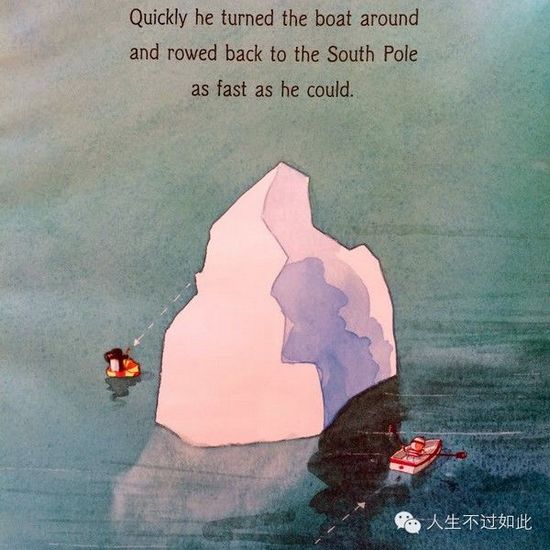 Quickly he turned the boat around
and rowed back to the South Pole
as fast as he could.
人生不过如此